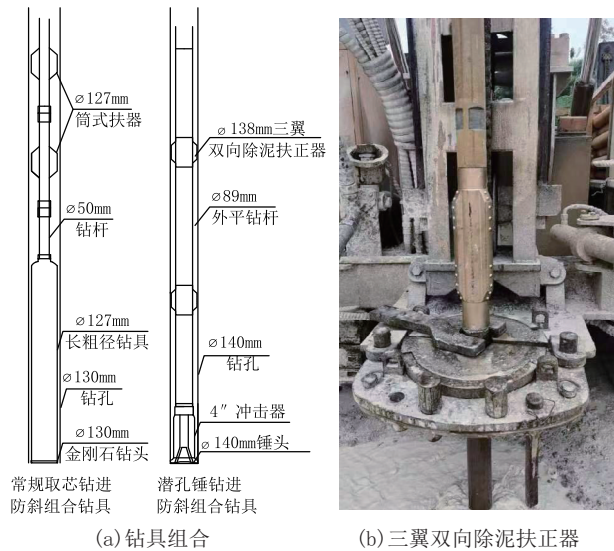 ⌀127mm
筒式扶器
⌀50mm
钻杆
⌀127mm
长粗径钻具
⌀130mm
钻孔
⌀130mm
金刚石钻头
常规取芯钻进
防斜组合钻具
⌀138mm三翼
双向除泥扶正器
⌀89mm
外平钻杆
⌀140mm
钻孔
4″ 冲击器
⌀140mm锤头
潜孔锤钻进
防斜组合钻具
(a)钻具组合
(b)三翼双向除泥扶正器